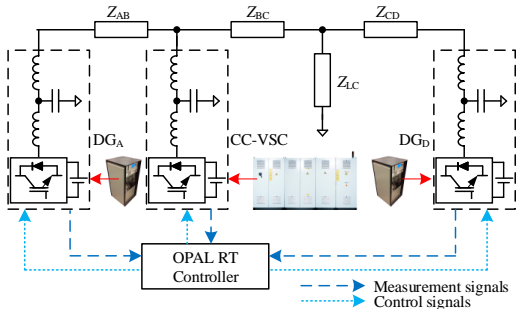 Z_AB
Z_BC
Z_CD
Z_LC
DG_A
CC-VSC
DG_D
OPAL RT
Controller
Measurement signals
Control signals